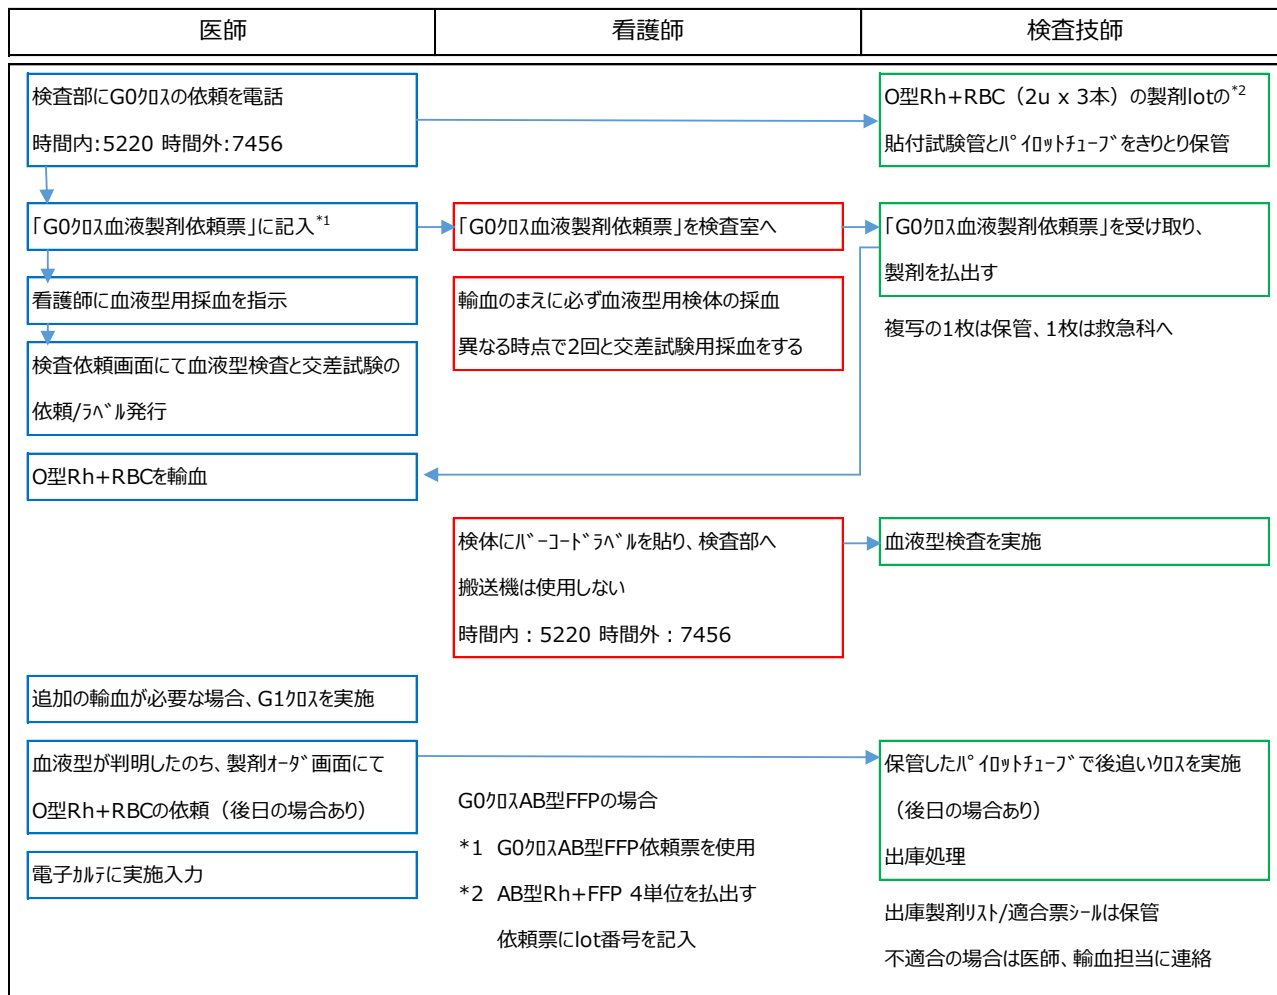 医師
看護師
検査技師
検査部にG0ｸﾛｽの依頼を電話
時間内:5220 時間外:7456
O型Rh+RBC（2u x 3本）の製剤lotの*2
貼付試験管とﾊﾟｲﾛｯﾄﾁｭｰﾌﾞをきりとり保管
「G0ｸﾛｽ血液製剤依頼票」に記入*1
「G0ｸﾛｽ血液製剤依頼票」を検査室へ
「G0ｸﾛｽ血液製剤依頼票」を受け取り、
製剤を払出す
看護師に血液型用採血を指示
輸血のまえに必ず血液型用検体の採血
異なる時点で2回と交差試験用採血をする
複写の1枚は保管、1枚は救急科へ
検査依頼画面にて血液型検査と交差試験の
依頼/ﾗﾍﾞﾙ発行
O型Rh+RBCを輸血
検体にﾊﾞｰｺｰﾄﾞﾗﾍﾞﾙを貼り、検査部へ
搬送機は使用しない
時間内：5220 時間外：7456
血液型検査を実施
追加の輸血が必要な場合、G1ｸﾛｽを実施
血液型が判明したのち、製剤ｵｰﾀﾞ画面にて
O型Rh+RBCの依頼（後日の場合あり）
保管したﾊﾟｲﾛｯﾄﾁｭｰﾌﾞで後追いｸﾛｽを実施
（後日の場合あり）
出庫処理
電子ｶﾙﾃに実施入力
G0ｸﾛｽAB型FFPの場合
*1 G0ｸﾛｽAB型FFP依頼票を使用
*2 AB型Rh+FFP 4単位を払出す
依頼票にlot番号を記入
出庫製剤ﾘｽﾄ/適合票ｼｰﾙは保管
不適合の場合は医師、輸血担当に連絡